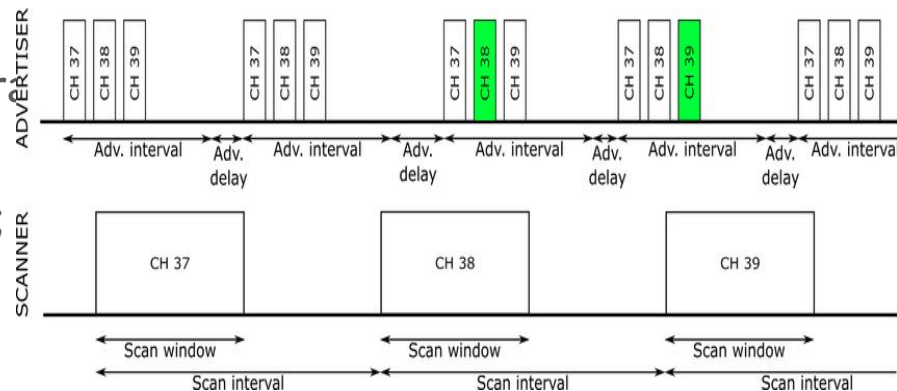 ADVERTISER
CH 37 CH 38 CH 39 CH 37 CH 38 CH 39 CH 37 CH 38 CH 39 CH 37 CH 38 CH 39 CH 37 CH 38 CH 39
Adv. interval Adv. delay Adv. interval Adv. delay Adv. interval Adv. delay Adv. interval Adv. delay Adv. interval
SCANNER
CH 37 CH 38 CH 39
Scan window Scan window Scan window
Scan interval Scan interval Scan interval